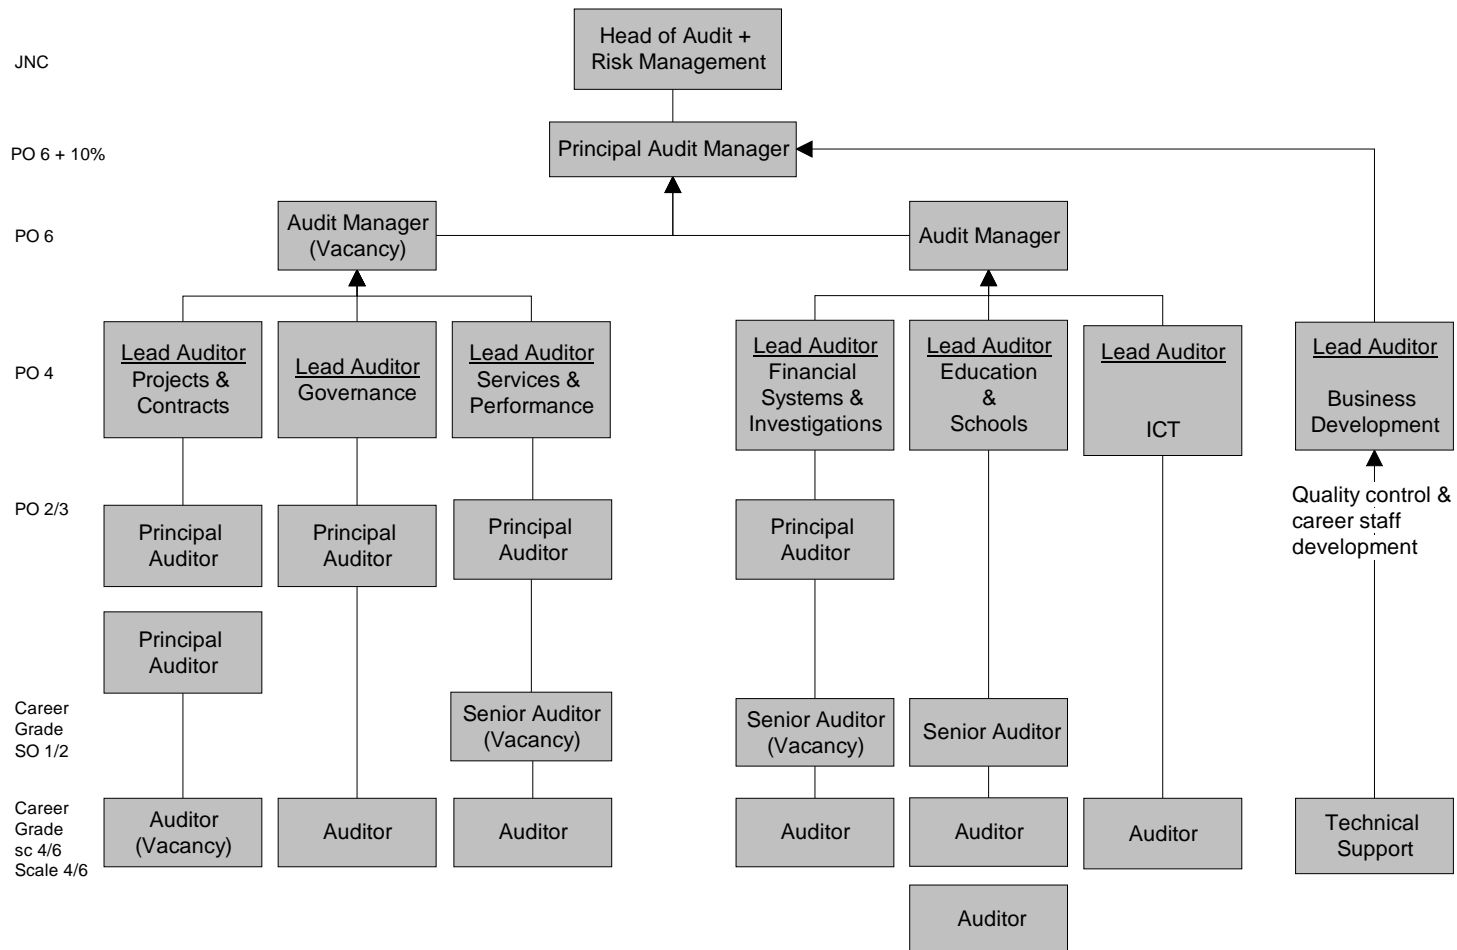 Head of Audit +
Risk Management
JNC
Principal Audit Manager
PO 6 + 10%
Audit Manager
(Vacancy)
Audit Manager
PO 6
Lead Auditor
Projects &
Contracts
Lead Auditor
Governance
Lead Auditor
Services &
Performance
Lead Auditor
Financial
Systems &
Investigations
Lead Auditor
Education
&
Schools
Lead Auditor
ICT
Lead Auditor
Business
Development
PO 4
PO 2/3
Principal
Auditor
Principal
Auditor
Principal
Auditor
Principal
Auditor
Quality control &
career staff
development
Principal
Auditor
Career
Grade
SO 1/2
Senior Auditor
(Vacancy)
Senior Auditor
(Vacancy)
Senior Auditor
Career
Grade
sc 4/6
Scale 4/6
Auditor
(Vacancy)
Auditor
Auditor
Auditor
Auditor
Auditor
Technical
Support
Auditor